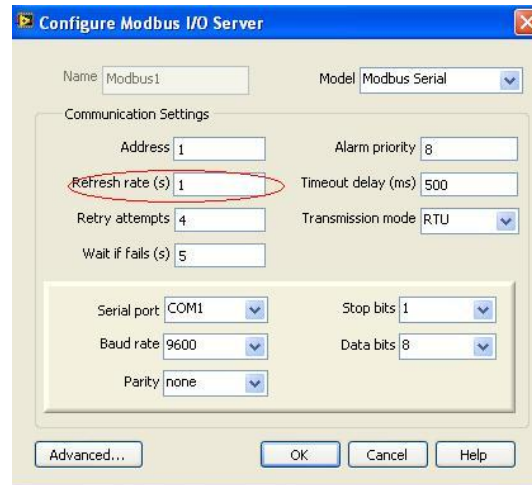 Configure Modbus I/O Server
Name Modbus1 Model Modbus Serial
Communication Settings
Address 1 Alarm priority 8
Refresh rate (s) 1 Timeout delay (ms) 500
Retry attempts 4 Transmission mode RTU
Wait if fails (s) 5
Serial port COM1 Stop bits 1
Baud rate 9600 Data bits 8
Parity none
Advanced... OK Cancel Help